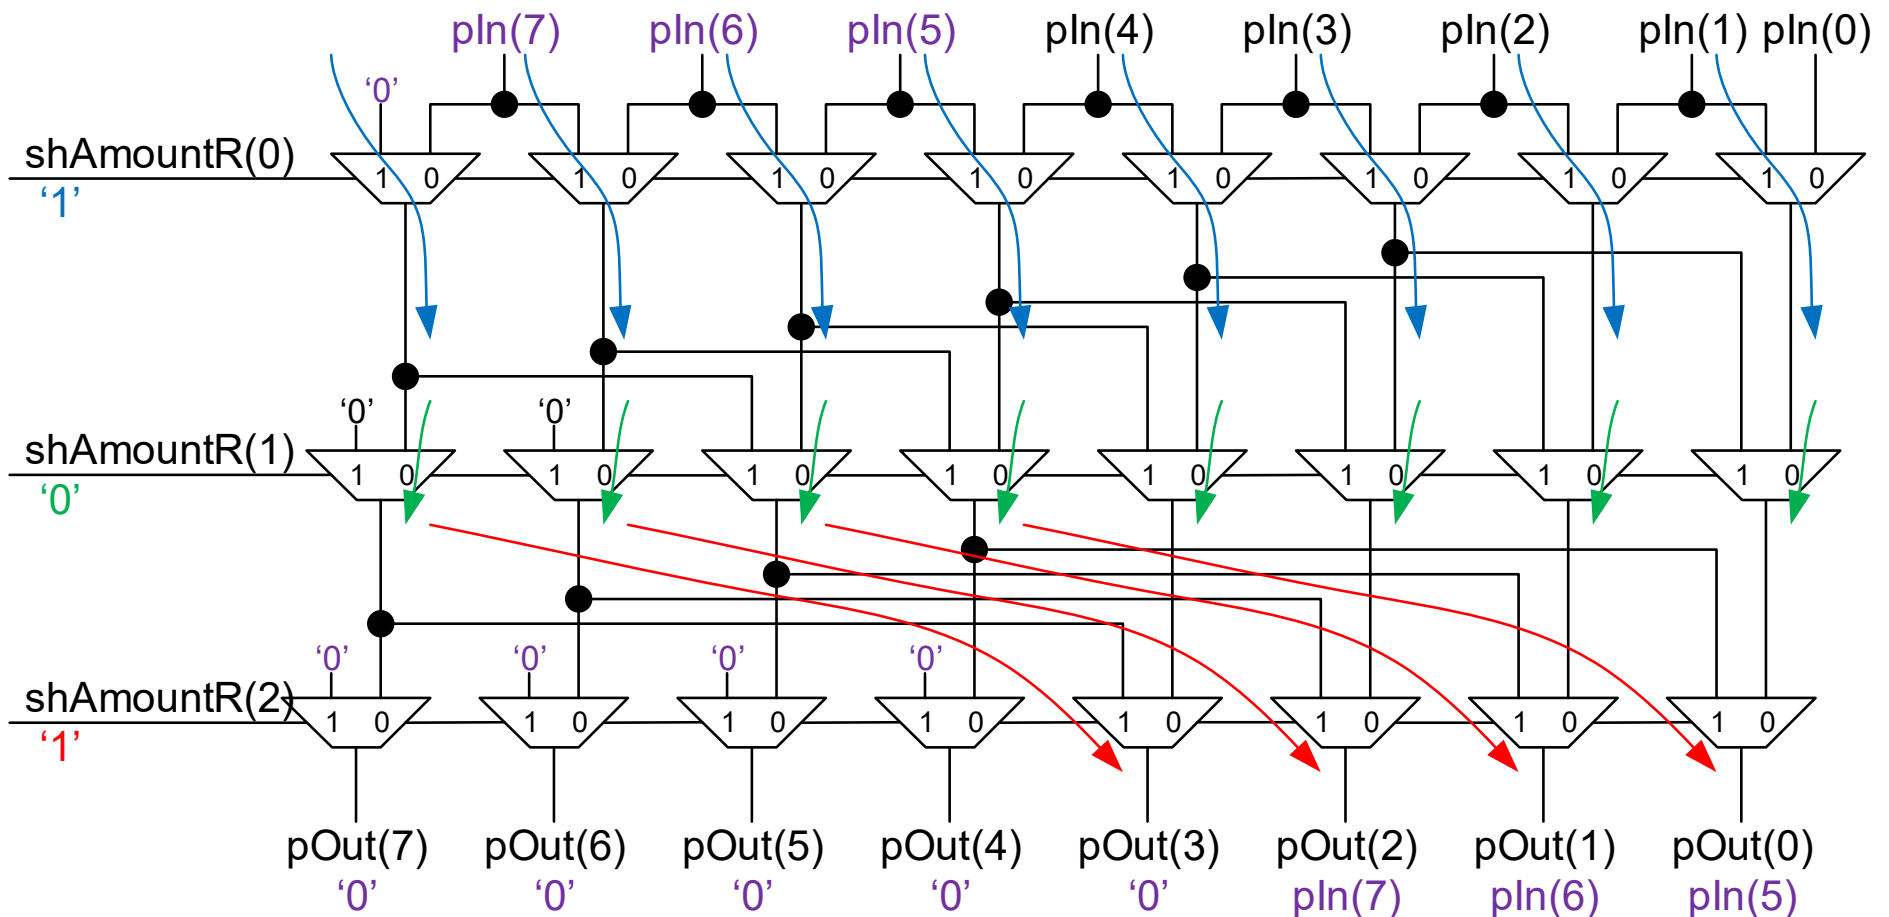 pIn(7) pIn(6) pIn(5) pIn(4) pIn(3) pIn(2) pIn(1) pIn(0)
‘0’
shAmountR(0)
1 0 1 0 1 0 1 0 1 0 1 0 1 0 1 0
‘1’
‘0’ ‘0’
shAmountR(1)
1 0 1 0 1 0 1 0 1 0 1 0 1 0 1 0
‘0’
‘0’ ‘0’ ‘0’ ‘0’
shAmountR(2)
1 0 1 0 1 0 1 0 1 0 1 0 1 0 1 0
‘1’
pOut(7) pOut(6) pOut(5) pOut(4) pOut(3) pOut(2) pOut(1) pOut(0)
‘0’ ‘0’ ‘0’ ‘0’ ‘0’ pIn(7) pIn(6) pIn(5)